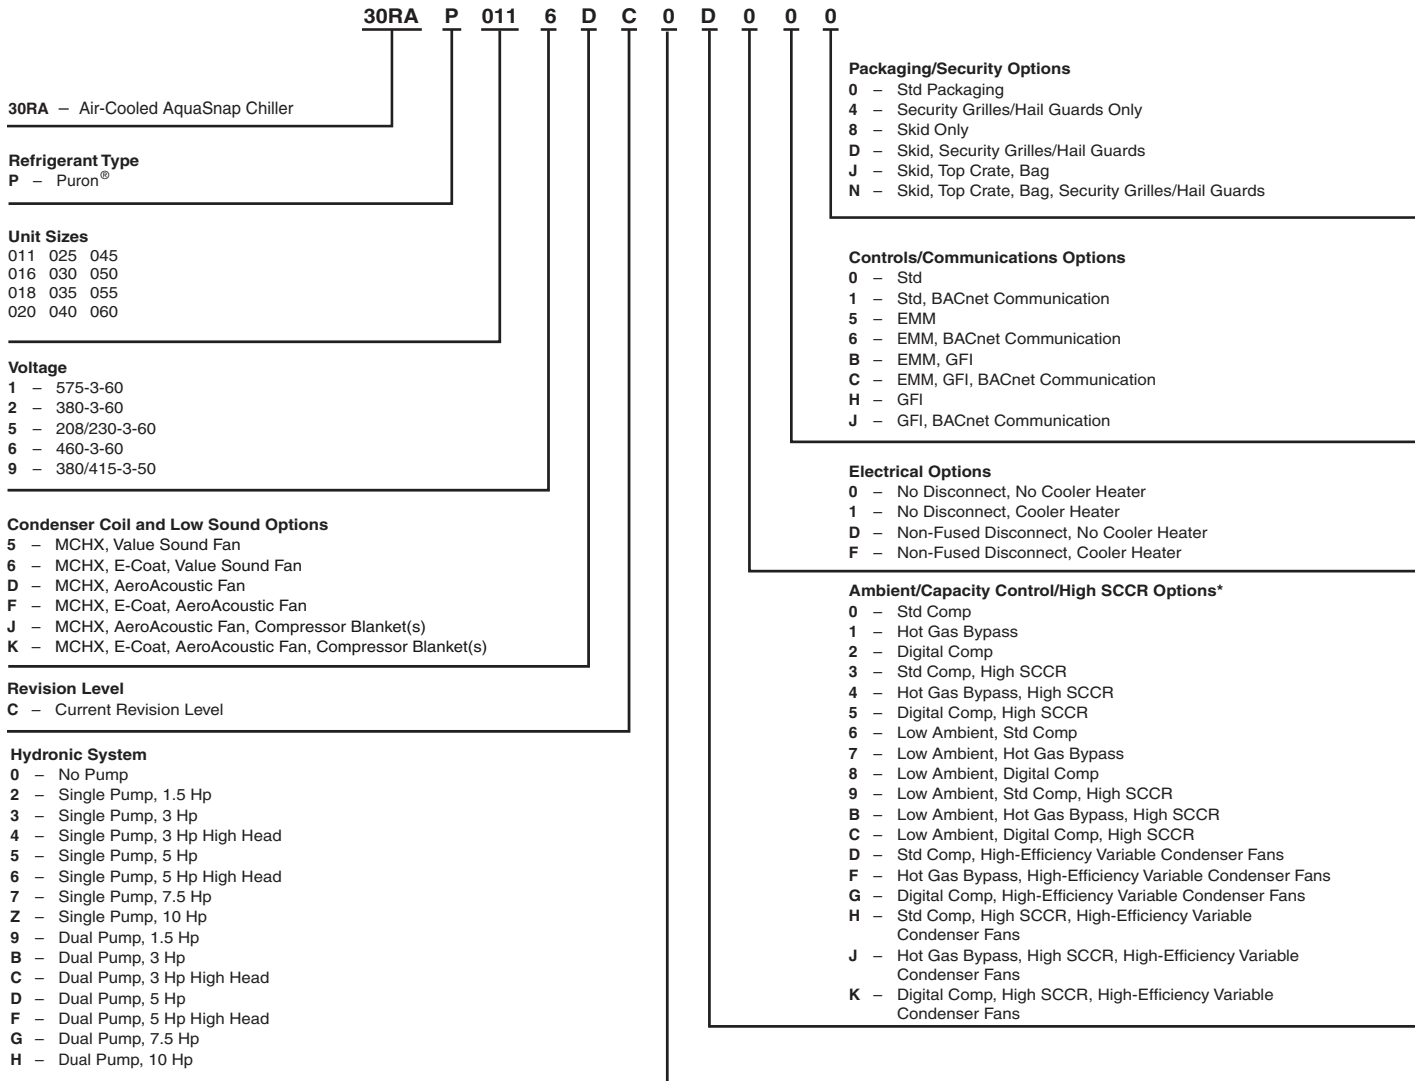 30RA P 011 6 D C 0 D 0 0 0
30RA – Air-Cooled AquaSnap Chiller
Refrigerant Type
P – Puron®
Unit Sizes
011 025 045
016 030 050
018 035 055
020 040 060
Voltage
1 – 575-3-60
2 – 380-3-60
5 – 208/230-3-60
6 – 460-3-60
9 – 380/415-3-50
Condenser Coil and Low Sound Options
5 – MCHX, Value Sound Fan
6 – MCHX, E-Coat, Value Sound Fan
D – MCHX, AeroAcoustic Fan
F – MCHX, E-Coat, AeroAcoustic Fan
J – MCHX, AeroAcoustic Fan, Compressor Blanket(s)
K – MCHX, E-Coat, AeroAcoustic Fan, Compressor Blanket(s)
Revision Level
C – Current Revision Level
Hydronic System
0 – No Pump
2 – Single Pump, 1.5 Hp
3 – Single Pump, 3 Hp
4 – Single Pump, 3 Hp High Head
5 – Single Pump, 5 Hp
6 – Single Pump, 5 Hp High Head
7 – Single Pump, 7.5 Hp
Z – Single Pump, 10 Hp
9 – Dual Pump, 1.5 Hp
B – Dual Pump, 3 Hp
C – Dual Pump, 3 Hp High Head
D – Dual Pump, 5 Hp
F – Dual Pump, 5 Hp High Head
G – Dual Pump, 7.5 Hp
H – Dual Pump, 10 Hp
Packaging/Security Options
0 – Std Packaging
4 – Security Grilles/Hail Guards Only
8 – Skid Only
D – Skid, Security Grilles/Hail Guards
J – Skid, Top Crate, Bag
N – Skid, Top Crate, Bag, Security Grilles/Hail Guards
Controls/Communications Options
0 – Std
1 – Std, BACnet Communication
5 – EMM
6 – EMM, BACnet Communication
B – EMM, GFI
C – EMM, GFI, BACnet Communication
H – GFI
J – GFI, BACnet Communication
Electrical Options
0 – No Disconnect, No Cooler Heater
1 – No Disconnect, Cooler Heater
D – Non-Fused Disconnect, No Cooler Heater
F – Non-Fused Disconnect, Cooler Heater
Ambient/Capacity Control/High SCCR Options*
0 – Std Comp
1 – Hot Gas Bypass
2 – Digital Comp
3 – Std Comp, High SCCR
4 – Hot Gas Bypass, High SCCR
5 – Digital Comp, High SCCR
6 – Low Ambient, Std Comp
7 – Low Ambient, Hot Gas Bypass
8 – Low Ambient, Digital Comp
9 – Low Ambient, Std Comp, High SCCR
B – Low Ambient, Hot Gas Bypass, High SCCR
C – Low Ambient, Digital Comp, High SCCR
D – Std Comp, High-Efficiency Variable Condenser Fans
F – Hot Gas Bypass, High-Efficiency Variable Condenser Fans
G – Digital Comp, High-Efficiency Variable Condenser Fans
H – Std Comp, High SCCR, High-Efficiency Variable
Condenser Fans
J – Hot Gas Bypass, High SCCR, High-Efficiency Variable
Condenser Fans
K – Digital Comp, High SCCR, High-Efficiency Variable
Condenser Fans